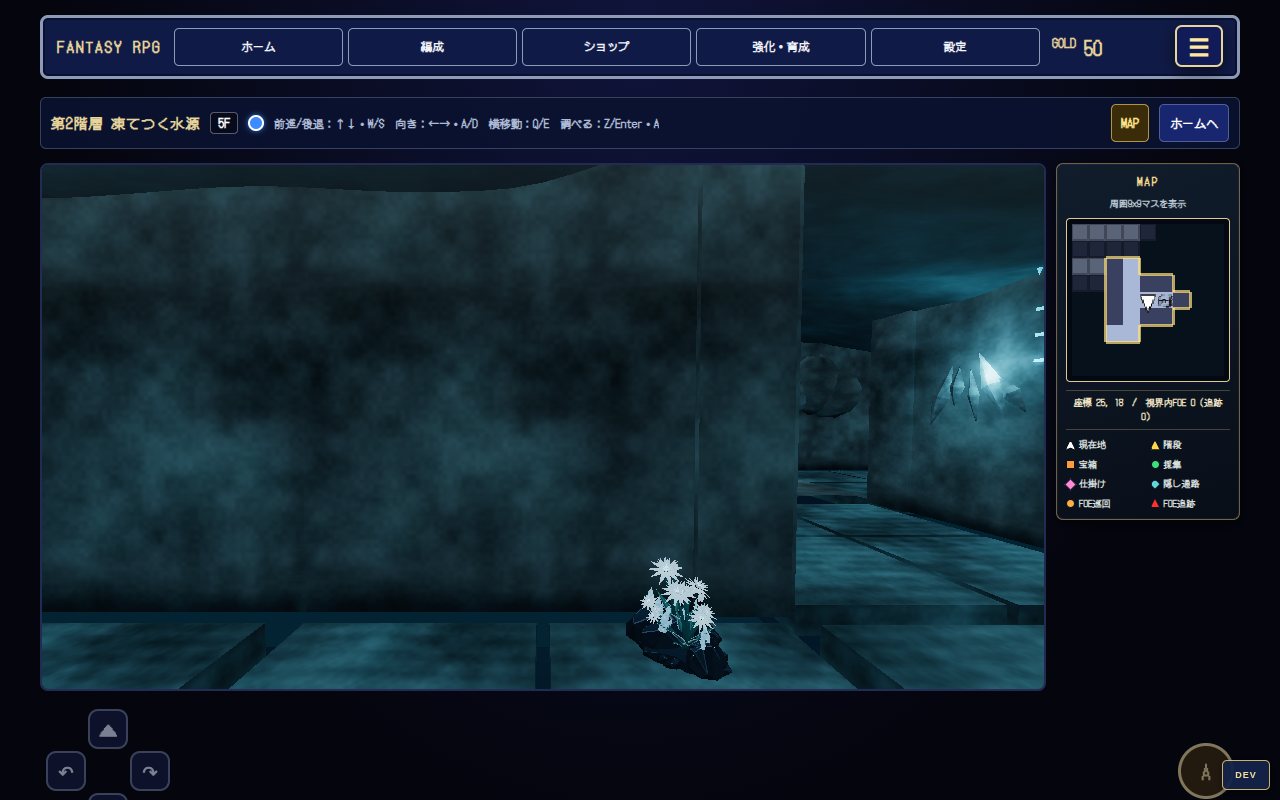 FANTASY RPG
ホーム
編成
ショップ
強化・育成
設定
GOLD 50
第2階層 凍てつく水源
5F
前進/後退：↑↓・W/S 向き：←→・A/D 横移動：Q/E 調べる：Z/Enter・A
MAP
ホームへ
MAP
周囲9x9マスを表示
座標 25, 18 / 視界内FOE 0（追跡
0）
現在地
階段
宝箱
採集
仕掛け
隠し通路
FOE巡回
FOE追跡
A
DEV